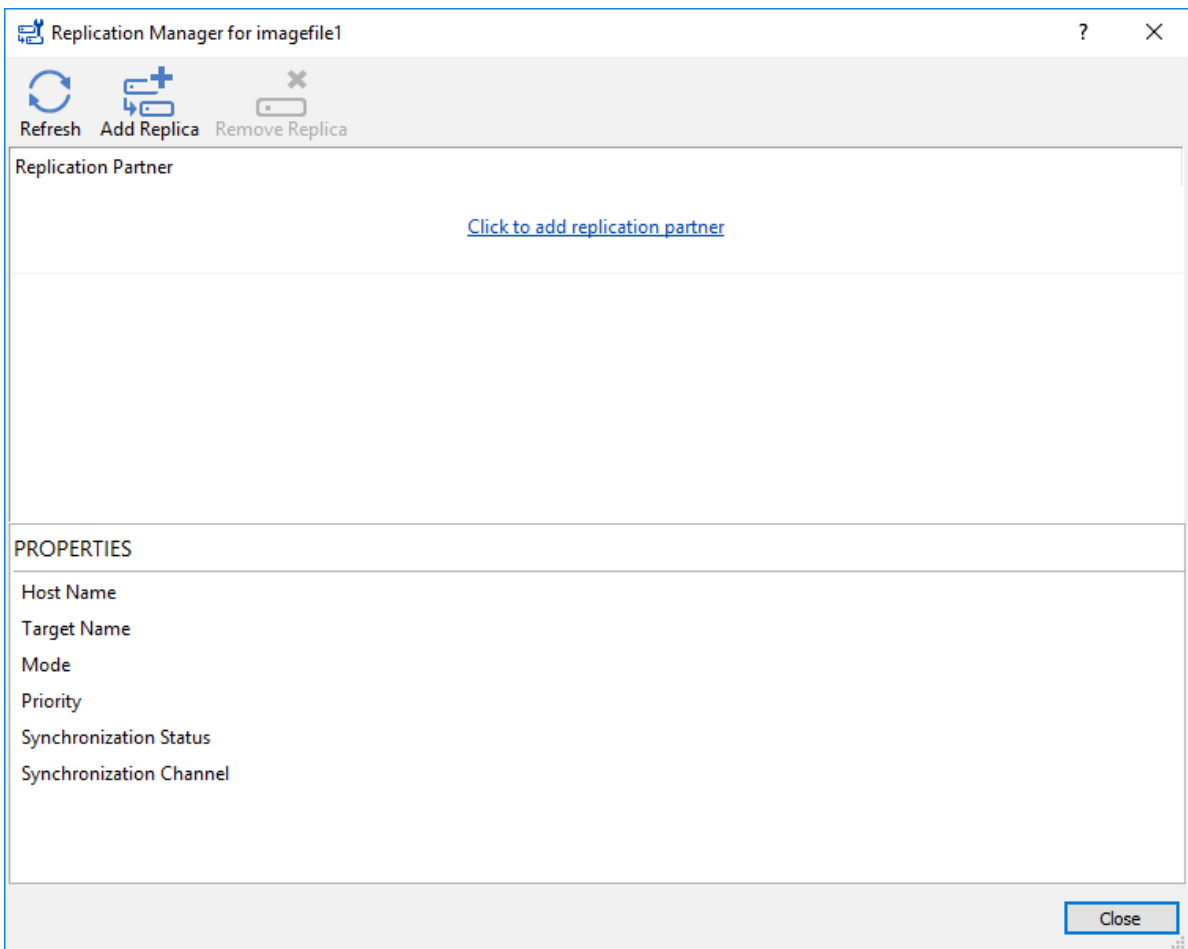 Replication Manager for imagefile1
?
Refresh Add Replica Remove Replica
Replication Partner
Click to add replication partner
PROPERTIES
Host Name
Target Name
Mode
Priority
Synchronization Status
Synchronization Channel
Close